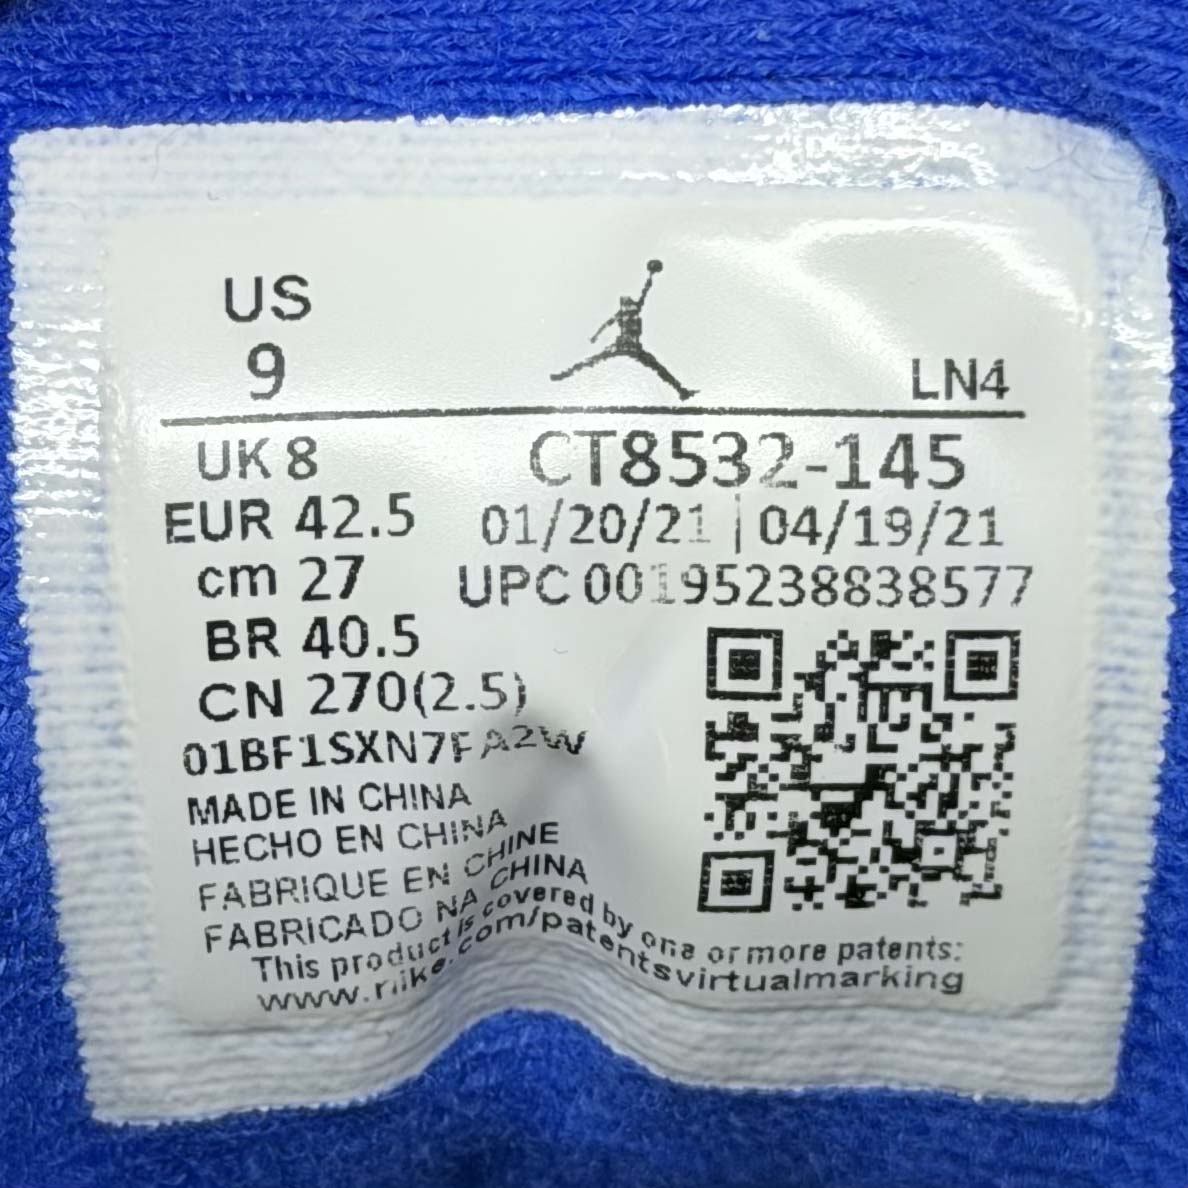 US
9
LN4
UK 8
CT8532-145
EUR 42.5
01/20/21 | 04/19/21
cm 27
UPC 00195238838577
BR 40.5
CN 270(2.5)
01BF1SXN7FA2W
MADE IN CHINA
HECHO EN CHINA
FABRIQUE EN CHINE
FABRICADO NA CHINA
This product is covered by one or more patents:
www.nike.com/patentsvirtualmarking